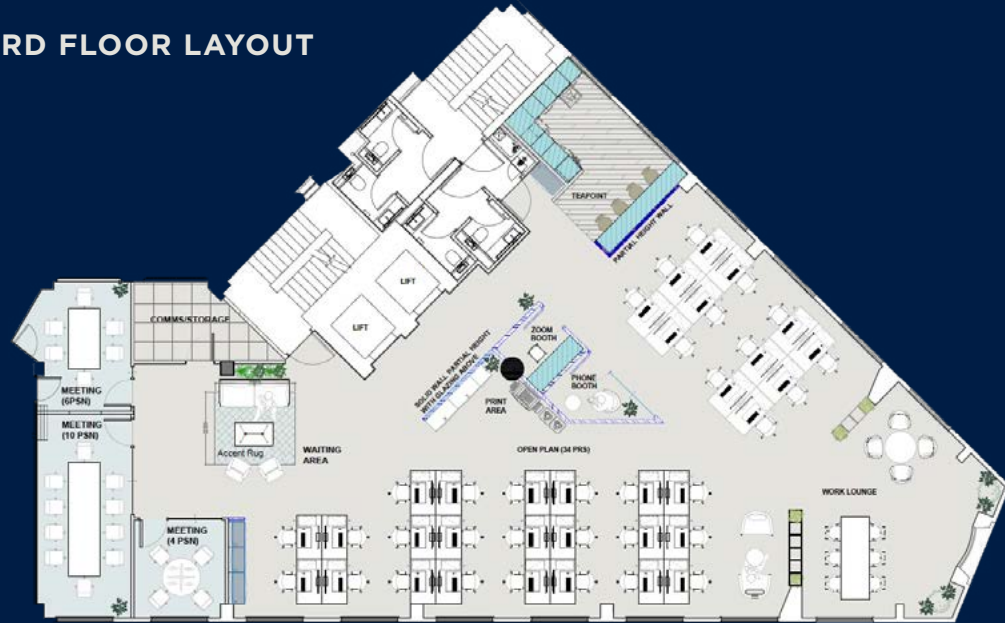 RD FLOOR LAYOUT
TEAPOINT
PARTIAL HEIGHT WALL
LIFT
LIFT
COMMS/STORAGE
ZOOM
BOOTH
SOLID WALL PARTIAL HEIGHT
WITH GLAZING ABOVE
PHONE
BOOTH
PRINT
AREA
MEETING
(6PSN)
MEETING
(10 PSN)
Accent Rug
WAITING
AREA
OPEN PLAN (34 PRS)
WORK LOUNGE
MEETING
(4 PSN)